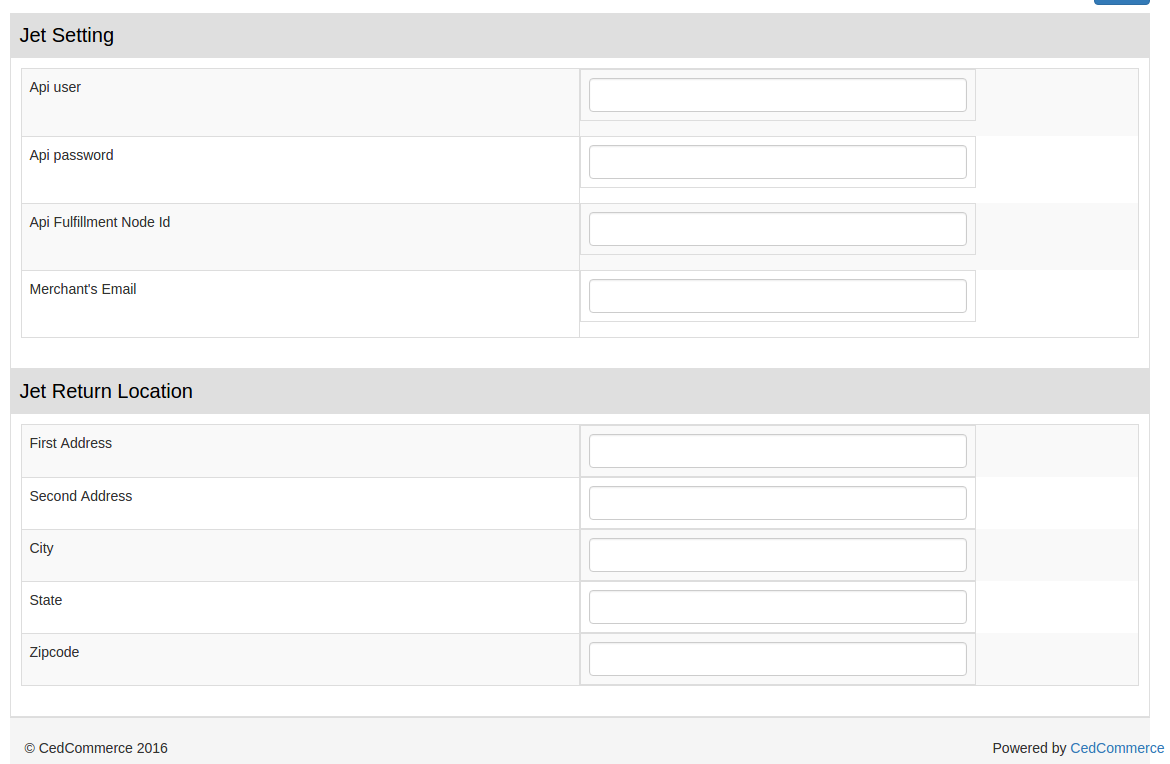 Jet Setting
Api user
Api password
Api Fulfillment Node Id
Merchant's Email
Jet Return Location
First Address
Second Address
City
State
Zipcode
© CedCommerce 2016
Powered by CedCommerce